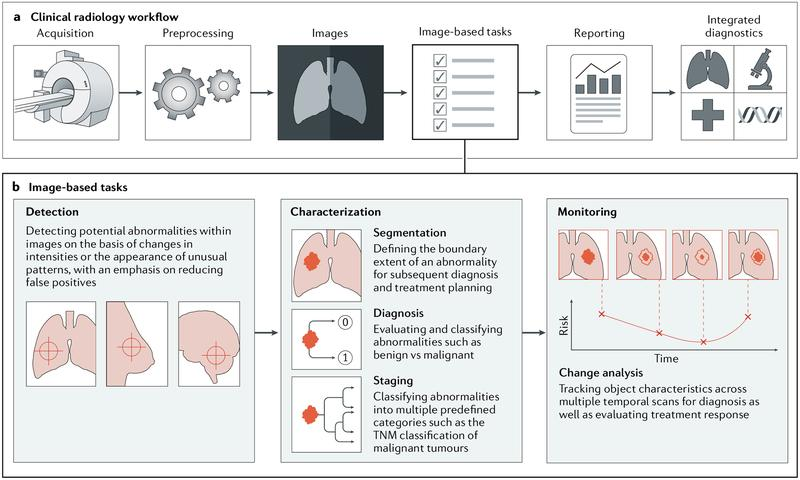 a Clinical radiology workflow
Acquisition
Preprocessing
Images
Image-based tasks
Reporting
Integrated
diagnostics
b Image-based tasks
Detection
Detecting potential abnormalities within
images on the basis of changes in
intensities or the appearance of unusual
patterns, with an emphasis on reducing
false positives
Characterization
Segmentation
Defining the boundary
extent of an abnormality
for subsequent diagnosis
and treatment planning
0
1
Diagnosis
Evaluating and classifying
abnormalities such as
benign vs malignant
Staging
Classifying abnormalities
into multiple predefined
categories such as the
TNM classification of
malignant tumours
Monitoring
Risk
Time
Change analysis
Tracking object characteristics across
multiple temporal scans for diagnosis as
well as evaluating treatment response